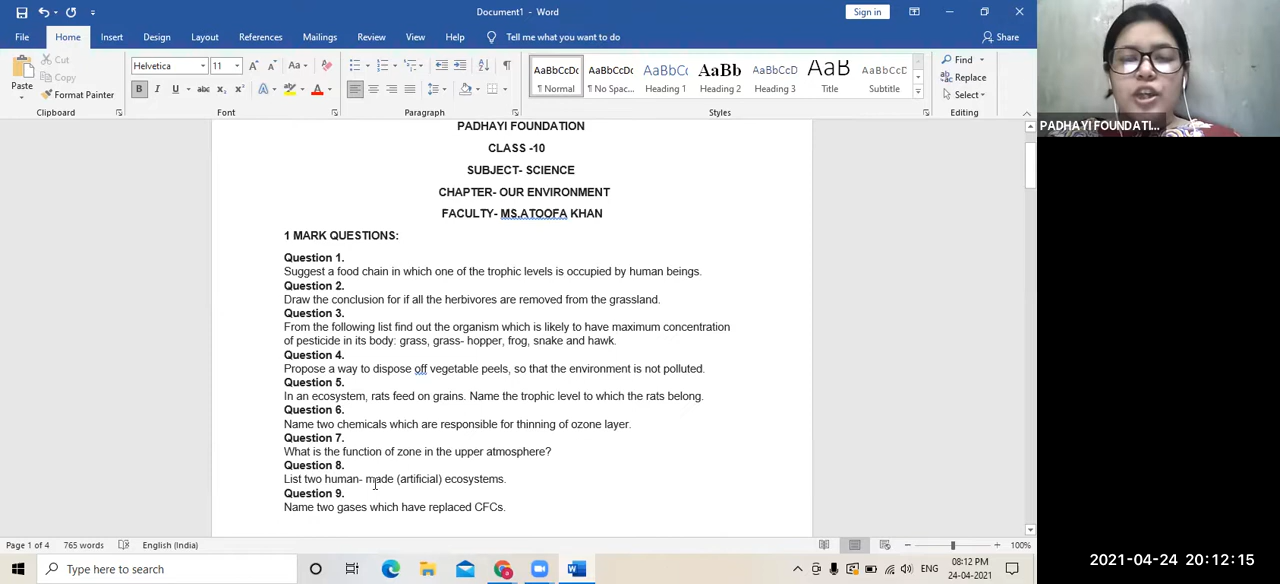 Document1 - Word
Sign in
File Home Insert Design Layout References Mailings Review View Help Tell me what you want to do Share
Paste
Cut
Copy
Format Painter
Clipboard
Helvetica 11
Font
Paragraph
AaBbCcDc AaBbCcDc AaBbCc AaBb AaBbCcD AaB AaBbCcD
¶ Normal ¶ No Spac... Heading 1 Heading 2 Heading 3 Title Subtitle
Styles
Find
Replace
Select
Editing
PADHAYI FOUNDATI...
PADHAYI FOUNDATION
CLASS -10
SUBJECT- SCIENCE
CHAPTER- OUR ENVIRONMENT
FACULTY- MS.ATOOFA KHAN
1 MARK QUESTIONS:
Question 1.
Suggest a food chain in which one of the trophic levels is occupied by human beings.
Question 2.
Draw the conclusion for if all the herbivores are removed from the grassland.
Question 3.
From the following list find out the organism which is likely to have maximum concentration
of pesticide in its body: grass, grass- hopper, frog, snake and hawk.
Question 4.
Propose a way to dispose off vegetable peels, so that the environment is not polluted.
Question 5.
In an ecosystem, rats feed on grains. Name the trophic level to which the rats belong.
Question 6.
Name two chemicals which are responsible for thinning of ozone layer.
Question 7.
What is the function of zone in the upper atmosphere?
Question 8.
List two human- made (artificial) ecosystems.
Question 9.
Name two gases which have replaced CFCs.
Page 1 of 4 765 words English (India) 100%
Type here to search
ENG
08:12 PM
24-04-2021
2021-04-24 20:12:15